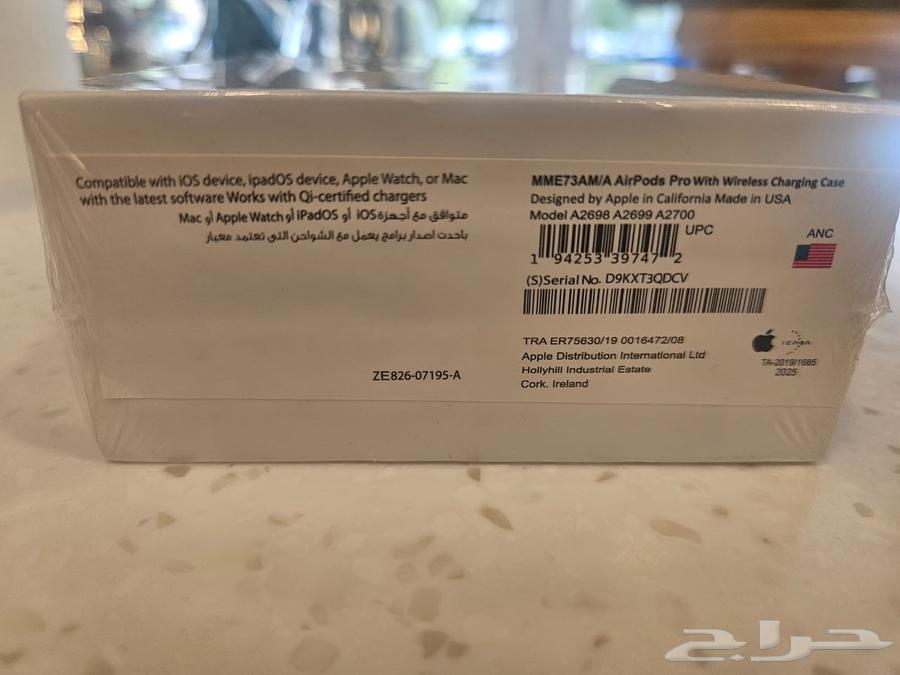 Compatible with iOS device, ipadOS device, Apple Watch, or Mac
with the latest software Works with Qi-certified chargers
متوافق مع أجهزة iOS أو iPadOS أو Apple Watch أو Mac
باحدت اصدار برامج يعمل مع الشواحن التي تعتمد معيار
ZE826-07195-A
MME73AM/A AirPods Pro With Wireless Charging Case
Designed by Apple in California Made in USA
Model A2698 A2699 A2700
UPC
1 94253 39747 2
(S)Serial No. D9KXT3QDCV
ANC
TRA ER75630/19 0016472/08
Apple Distribution International Ltd
Hollyhill Industrial Estate
Cork. Ireland
TA-2019/1685
2025
حراج